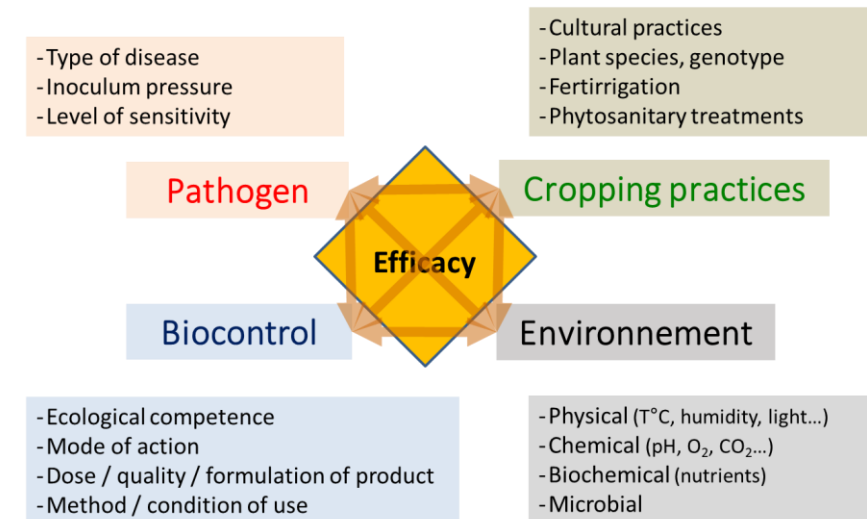 -Type of disease
-Inoculum pressure
-Level of sensitivity
-Cultural practices
-Plant species, genotype
-Fertirrigation
-Phytosanitary treatments
Pathogen
Cropping practices
Efficacy
Biocontrol
Environnement
-Ecological competence
-Mode of action
-Dose / quality / formulation of product
-Method / condition of use
-Physical (T°C, humidity, light...)
-Chemical (pH, O₂, CO₂...)
-Biochemical (nutrients)
-Microbial